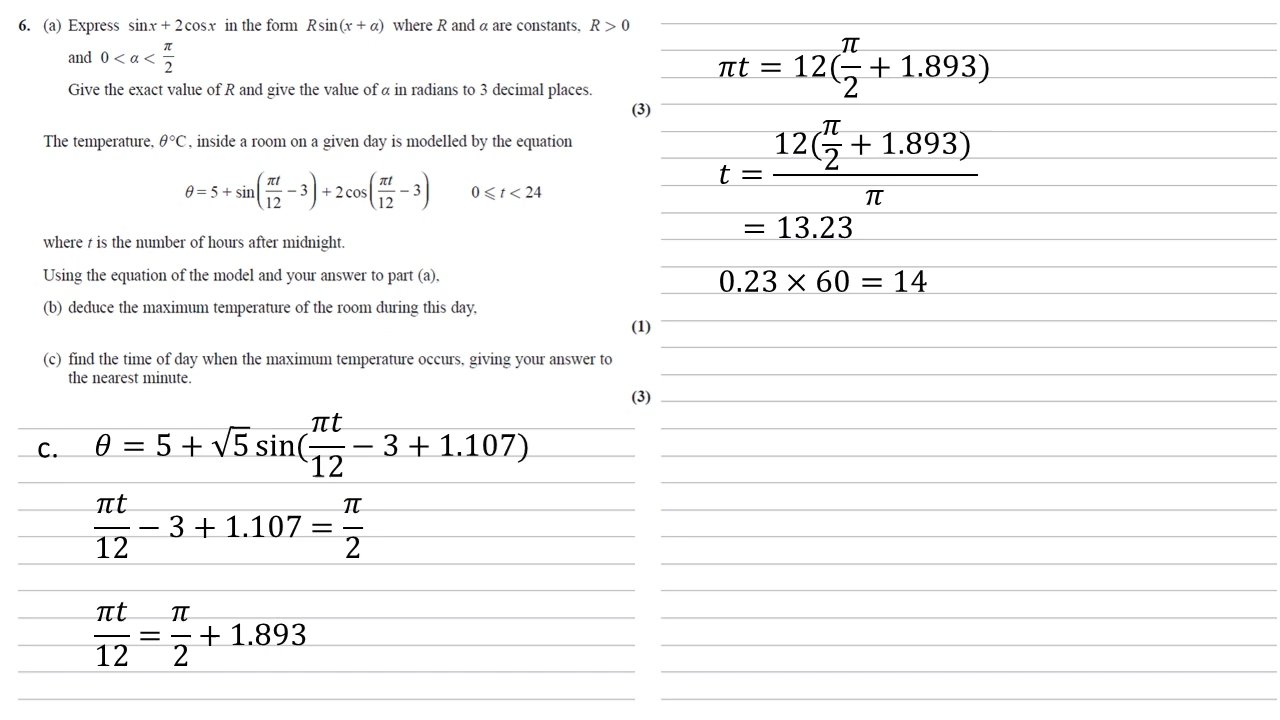 6. (a) Express sinx + 2cosx in the form Rsin(x + α) where R and α are constants, R > 0
and 0 < α < π/2
Give the exact value of R and give the value of α in radians to 3 decimal places.
(3)
The temperature, θ°C, inside a room on a given day is modelled by the equation
θ = 5 + sin(πt/12 − 3) + 2cos(πt/12 − 3) 0 ⩽ t < 24
where t is the number of hours after midnight.
Using the equation of the model and your answer to part (a),
(b) deduce the maximum temperature of the room during this day,
(1)
(c) find the time of day when the maximum temperature occurs, giving your answer to
the nearest minute.
(3)
c. θ = 5 + √5 sin(πt/12 − 3 + 1.107)
πt/12 − 3 + 1.107 = π/2
πt/12 = π/2 + 1.893
πt = 12(π/2 + 1.893)
t = 12(π/2 + 1.893)/π
= 13.23
0.23 × 60 = 14